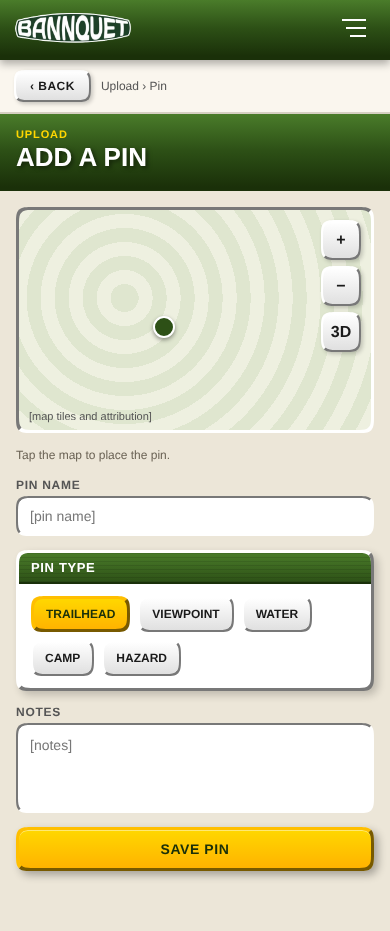 BANNQUET
‹ BACK Upload › Pin
UPLOAD
ADD A PIN
+
−
3D
[map tiles and attribution]
Tap the map to place the pin.
PIN NAME
[pin name]
PIN TYPE
TRAILHEAD VIEWPOINT WATER
CAMP HAZARD
NOTES
[notes]
SAVE PIN